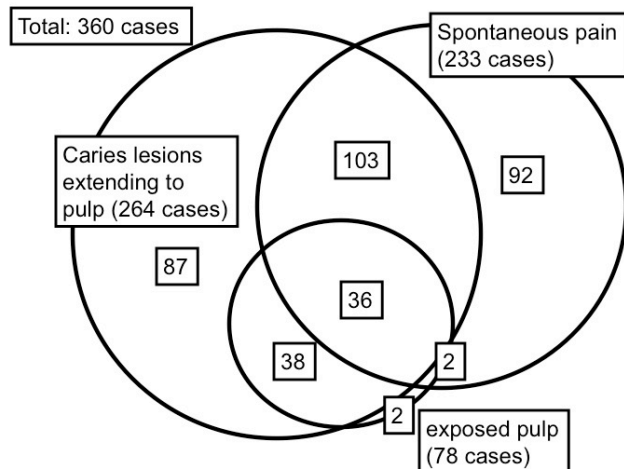 Total: 360 cases
Spontaneous pain
(233 cases)
Caries lesions
extending to
pulp (264 cases)
103
92
87
36
38
2
2
exposed pulp
(78 cases)